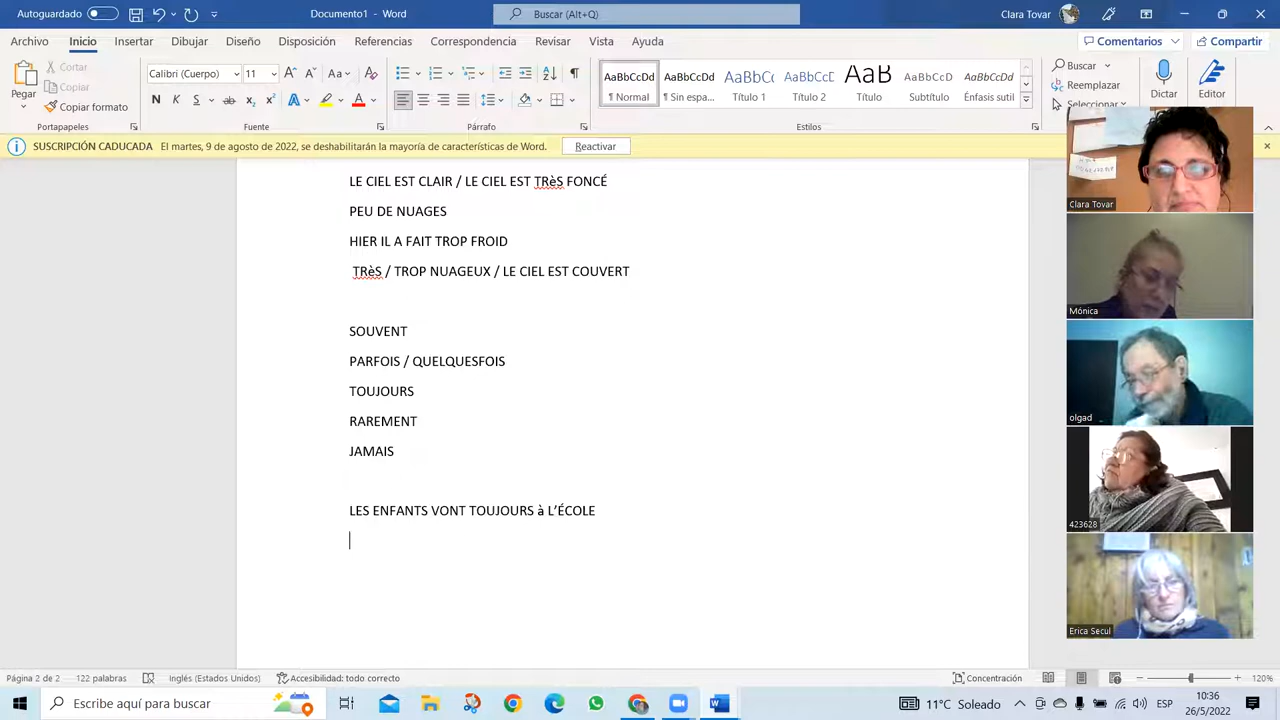 Autoguardado
Documento1 - Word
Buscar (Alt+Q)
Clara Tovar
Archivo Inicio Insertar Dibujar Diseño Disposición Referencias Correspondencia Revisar Vista Ayuda
Comentarios Compartir
Pegar
Cortar
Copiar
Copiar formato
Portapapeles
Calibri (Cuerpo) 11
N K S
Fuente
Párrafo
AaBbCcDd AaBbCcDd AaBbCc AaBbCcD AaB AaBbCcD AaBbCcDd
¶ Normal ¶ Sin espa... Título 1 Título 2 Título Subtítulo Énfasis sutil
Estilos
Buscar
Reemplazar
Seleccionar
Dictar
Editor
SUSCRIPCIÓN CADUCADA El martes, 9 de agosto de 2022, se deshabilitarán la mayoría de características de Word. Reactivar
LE CIEL EST CLAIR / LE CIEL EST TRèS FONCÉ
PEU DE NUAGES
HIER IL A FAIT TROP FROID
TRèS / TROP NUAGEUX / LE CIEL EST COUVERT
SOUVENT
PARFOIS / QUELQUESFOIS
TOUJOURS
RAREMENT
JAMAIS
LES ENFANTS VONT TOUJOURS à L’ÉCOLE
Clara Tovar
Mónica
olgad
423628
Erica Secul
Página 2 de 2 122 palabras Inglés (Estados Unidos) Accesibilidad: todo correcto Concentración 120%
Escribe aquí para buscar
11°C Soleado ESP
10:36
26/5/2022